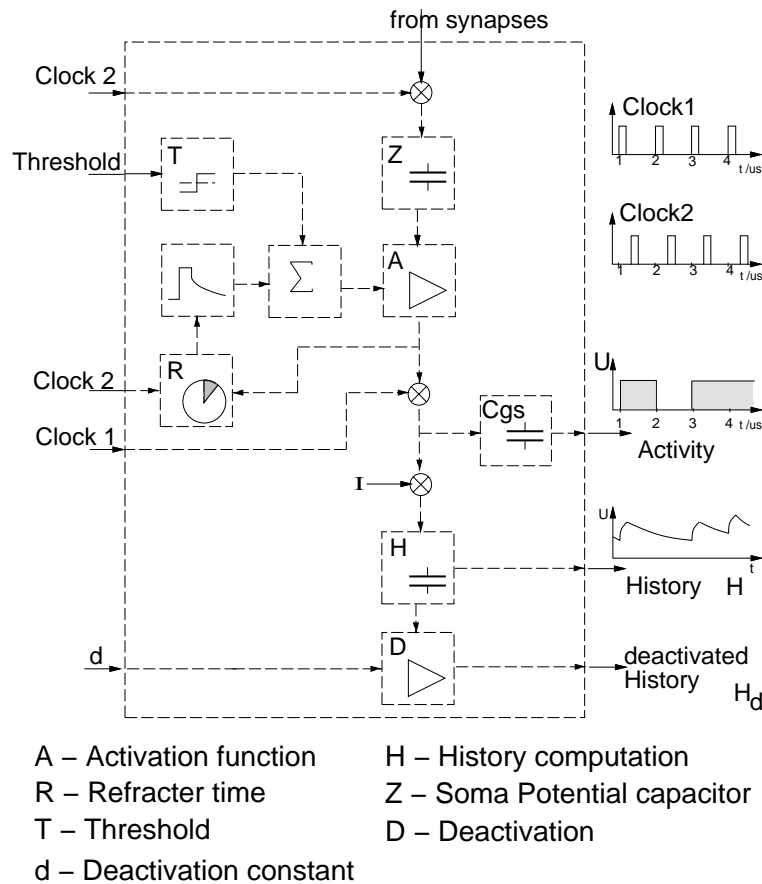 from synapses
Clock 2
Clock1
T
Z
Threshold
1 2 3 4 t /us
Clock2
Σ
A
1 2 3 4 t /us
R
Clock 2
U
Cgs
1 2 3 4 t /us
Clock 1
Activity
I
U
H
t
History H
D
d
deactivated
History
Hd
A – Activation function
H – History computation
R – Refracter time
Z – Soma Potential capacitor
T – Threshold
D – Deactivation
d – Deactivation constant